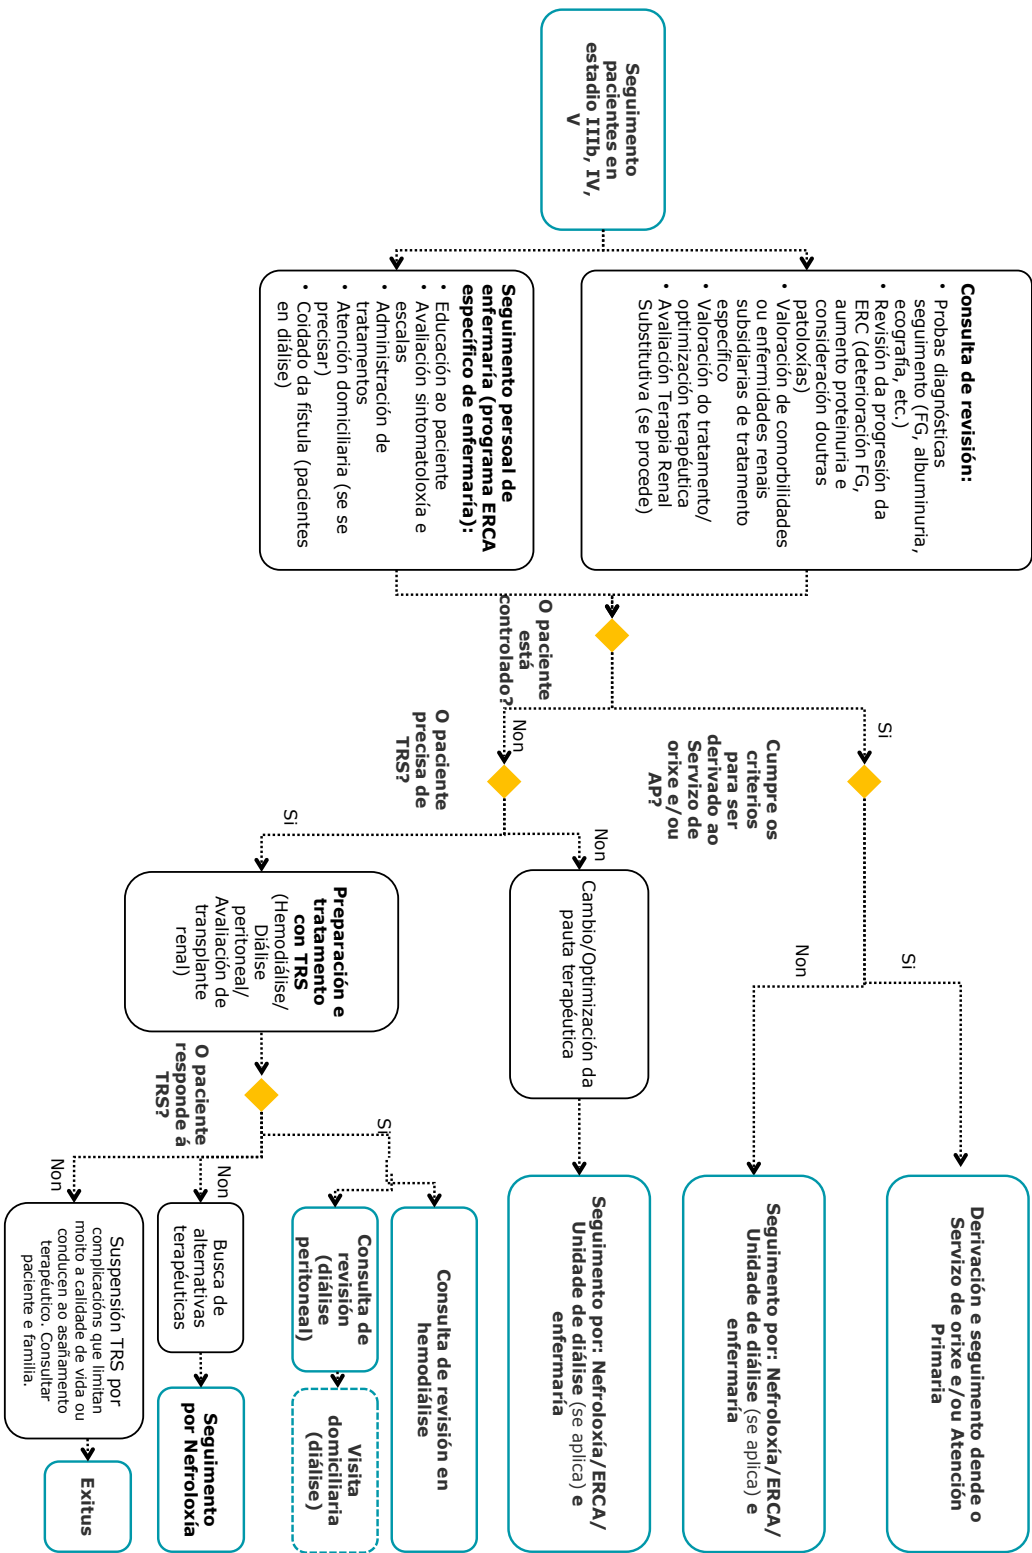 Seguimento
pacientes en
estadio IIIb, IV,
V
Consulta de revisión:
• Probas diagnósticas
seguimento (FG, albuminuria,
ecografía, etc.)
• Revisión da progresión da
ERC (deterioración FG,
aumento proteinuria e
consideración doutras
patoloxías)
• Valoración de comorbilidades
ou enfermidades renais
subsidiarias de tratamento
específico
• Valoración do tratamento/
optimización terapéutica
• Avaliación Terapia Renal
Substitutiva (se procede)
Seguimento persoal de
enfermaría (programa ERCA
específico de enfermaría):
• Educación ao paciente
• Avaliación sintomatoloxía e
escalas
• Administración de
tratamentos
• Atención domiciliaria (se se
precisar)
• Coidado da fístula (pacientes
en diálise)
O paciente
está
controlado?
Si
Non
Cumpre os
criterios
para ser
derivado ao
Servizo de
orixe e/ou
AP?
O paciente
precisa de
TRS?
Si
Non
Non
Si
Cambio/Optimización da
pauta terapéutica
Preparación e
tratamento
con TRS
(Hemodiálise/
Diálise
peritoneal/
Avaliación de
transplante
renal)
O paciente
responde á
TRS?
Si
Non
Non
Derivación e seguimento dende o
Servizo de orixe e/ou Atención
Primaria
Seguimento por: Nefroloxía/ERCA/
Unidade de diálise (se aplica) e
enfermaría
Seguimento por: Nefroloxía/ERCA/
Unidade de diálise (se aplica) e
enfermaría
Consulta de revisión en
hemodiálise
Consulta de
revisión
(diálise
peritoneal)
Visita
domiciliaria
(diálise)
Busca de
alternativas
terapéuticas
Seguimento
por Nefroloxía
Suspensión TRS por
complicacións que limitan
moito a calidade de vida ou
conducen ao asañamento
terapéutico. Consultar
paciente e familia.
Exitus